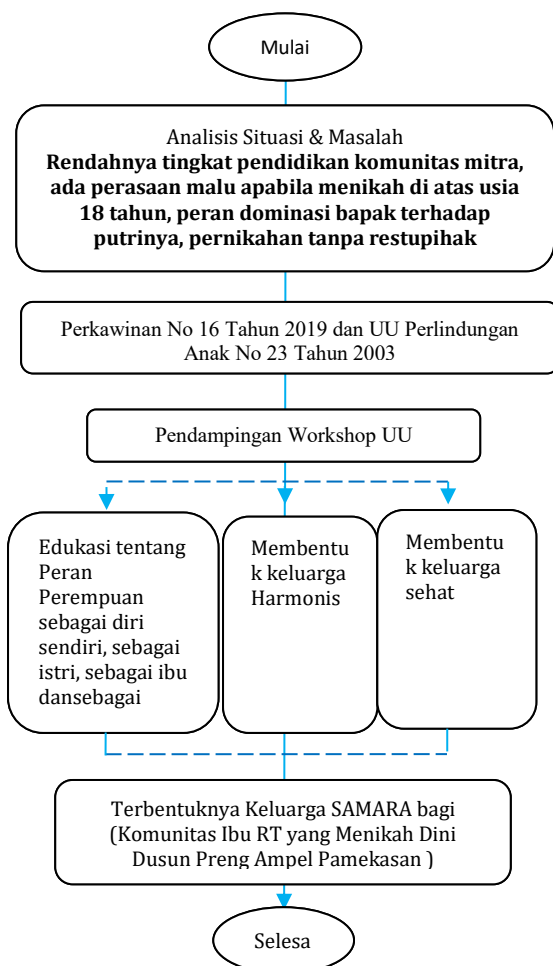 Mulai
Analisis Situasi & Masalah
Rendahnya tingkat pendidikan komunitas mitra,
ada perasaan malu apabila menikah di atas usia
18 tahun, peran dominasi bapak terhadap
putrinya, pernikahan tanpa restupihak
Perkawinan No 16 Tahun 2019 dan UU Perlindungan
Anak No 23 Tahun 2003
Pendampingan Workshop UU
Edukasi tentang
Peran
Perempuan
sebagai diri
sendiri, sebagai
istri, sebagai ibu
dansebagai
Membentu
k keluarga
Harmonis
Membentu
k keluarga
sehat
Terbentuknya Keluarga SAMARA bagi
(Komunitas Ibu RT yang Menikah Dini
Dusun Preng Ampel Pamekasan )
Selesa